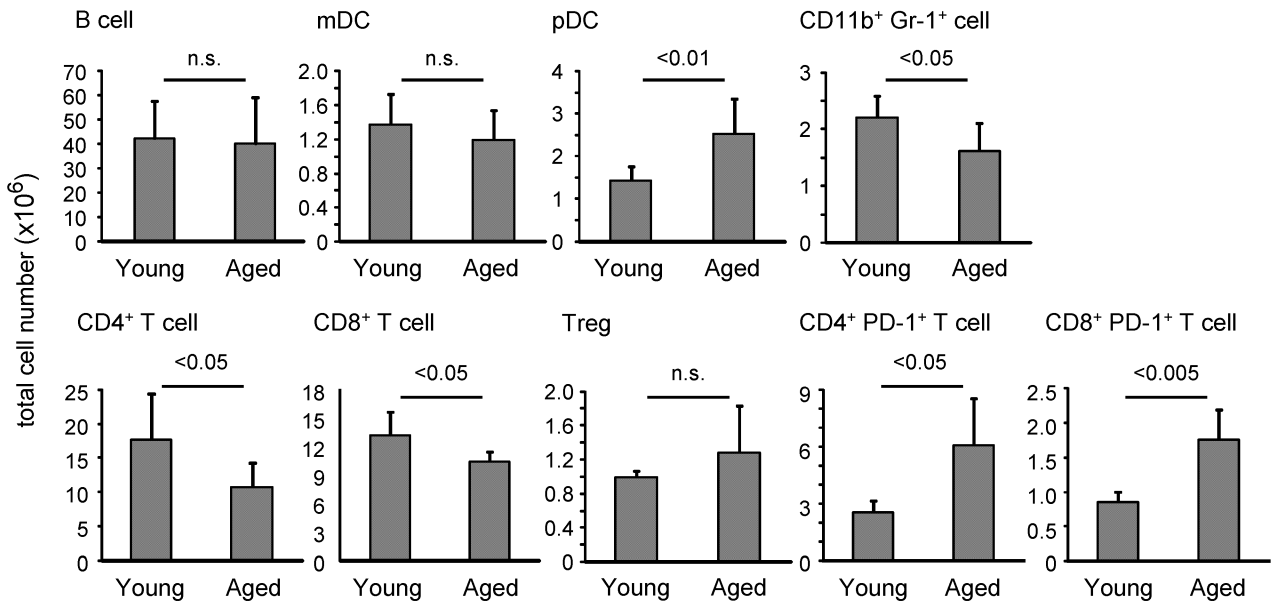 B cell
mDC
pDC
CD11b⁺ Gr-1⁺ cell
n.s.
n.s.
<0.01
<0.05
70
60
50
40
30
20
10
0
2.0
1.6
1.2
0.8
0.4
0
4
3
2
1
0
3
2
1
0
Young Aged
Young Aged
Young Aged
Young Aged
total cell number (x10⁶)
CD4⁺ T cell
CD8⁺ T cell
Treg
CD4⁺ PD-1⁺ T cell
CD8⁺ PD-1⁺ T cell
<0.05
<0.05
n.s.
<0.05
<0.005
25
20
15
10
5
0
18
15
12
9
6
3
0
2.0
1.6
1.2
0.8
0.4
0
9
6
3
0
2.5
2.0
1.5
1.0
0.5
0
Young Aged
Young Aged
Young Aged
Young Aged
Young Aged